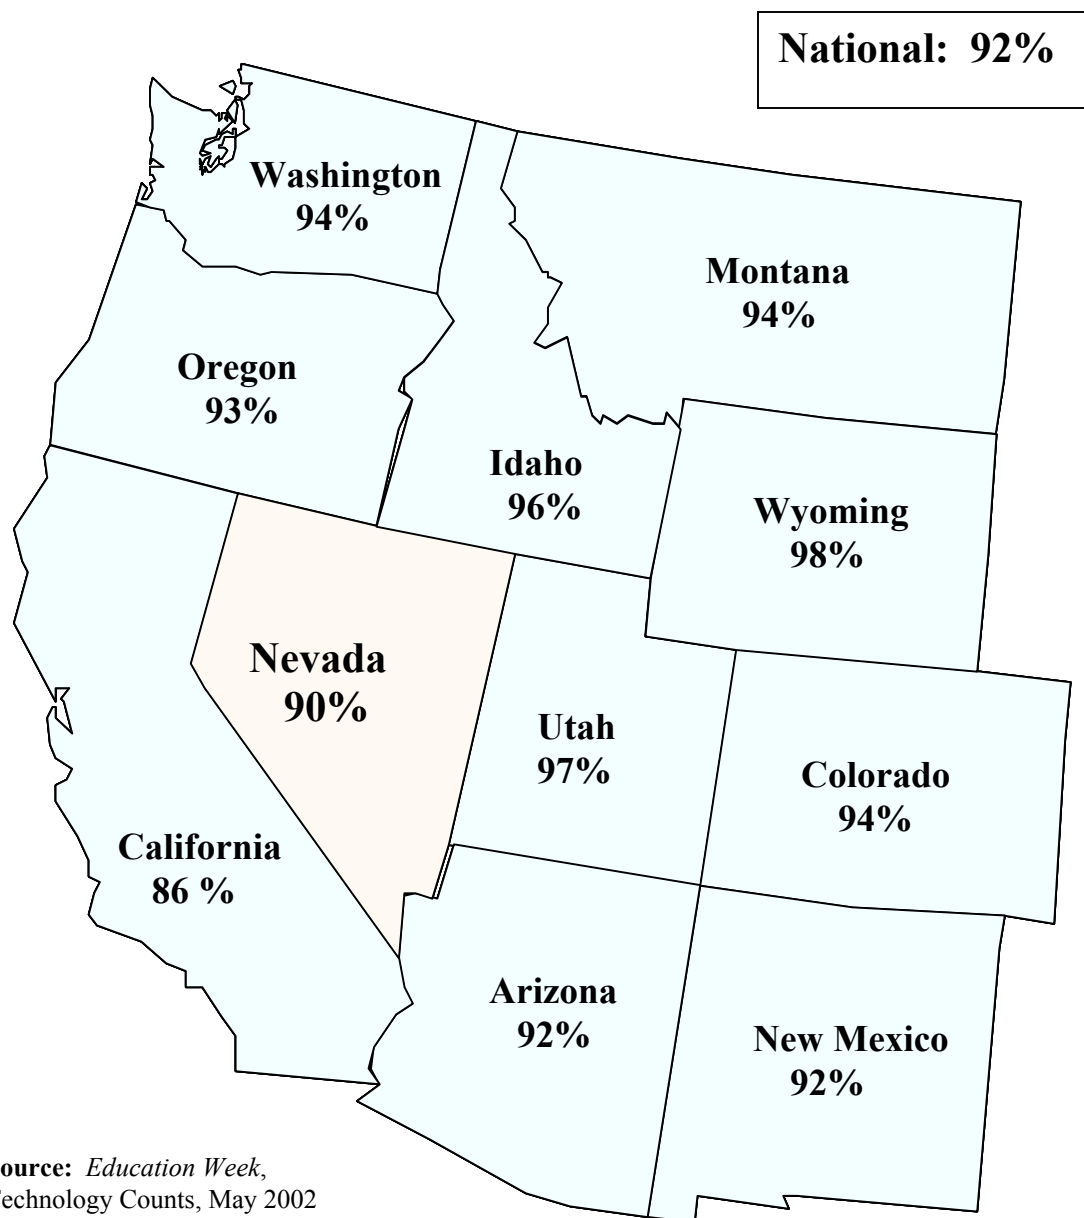 National: 92%
Washington
94%
Montana
94%
Oregon
93%
Idaho
96%
Wyoming
98%
Nevada
90%
Utah
97%
Colorado
94%
California
86 %
Arizona
92%
New Mexico
92%
ource: Education Week,
echnology Counts, May 2002